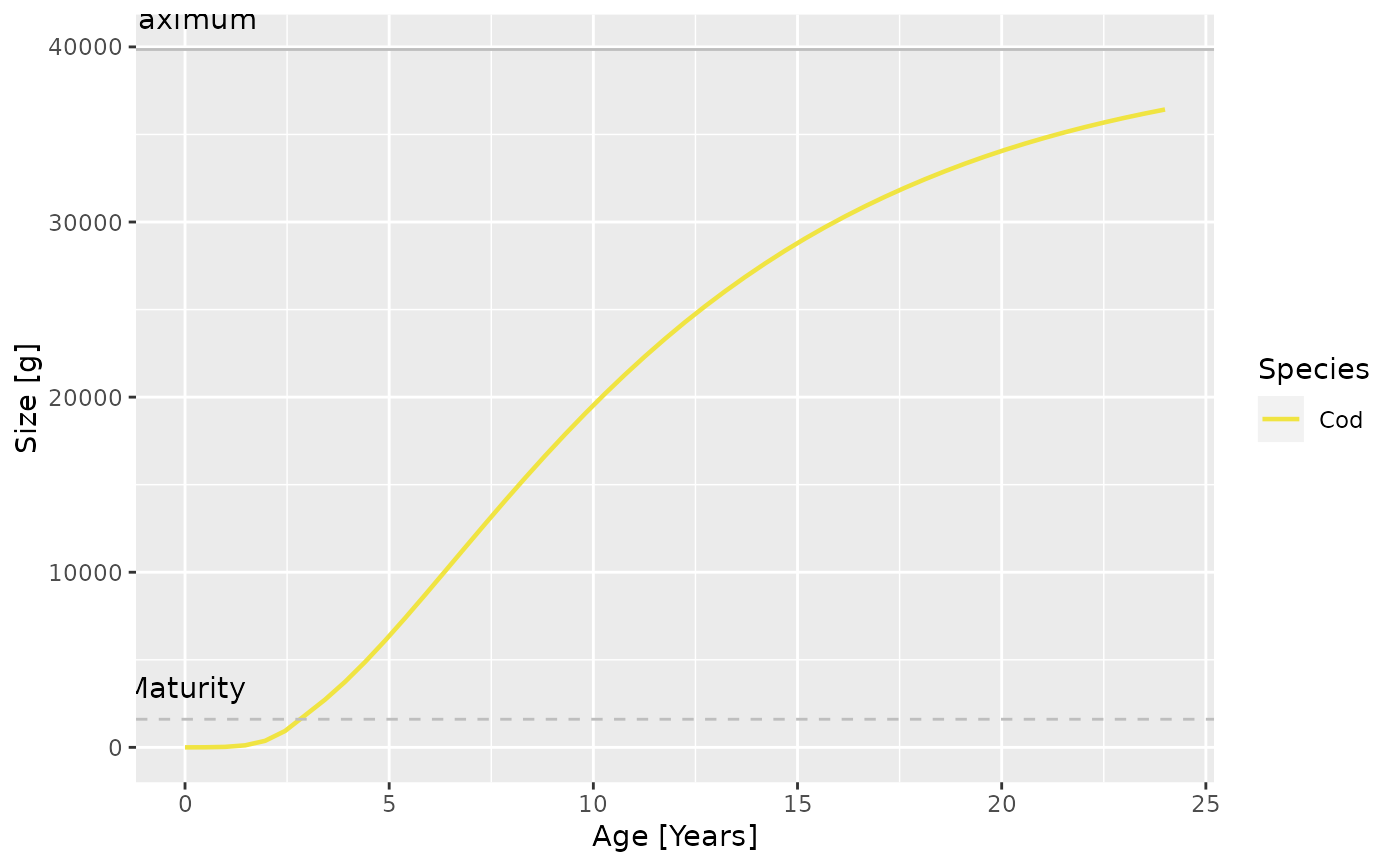 aximum
40000
30000
20000
10000
0
Maturity
Size [g]
0 5 10 15 20 25
Age [Years]
Species
Cod